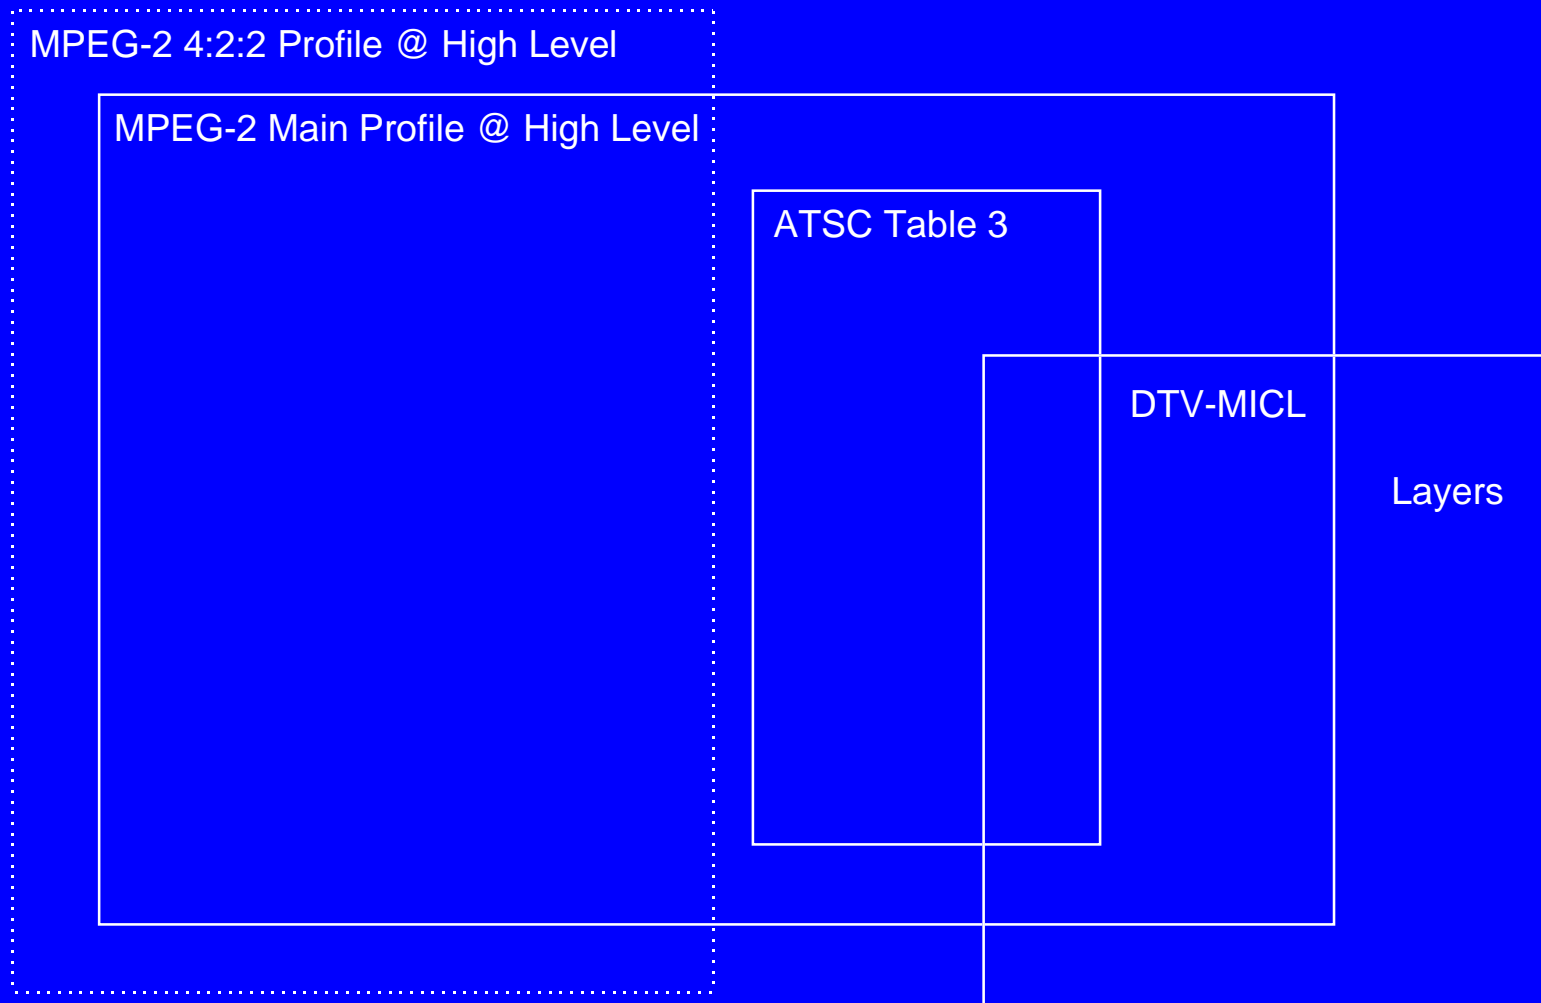 MPEG-2 4:2:2 Profile @ High Level
MPEG-2 Main Profile @ High Level
ATSC Table 3
DTV-MICL
Layers